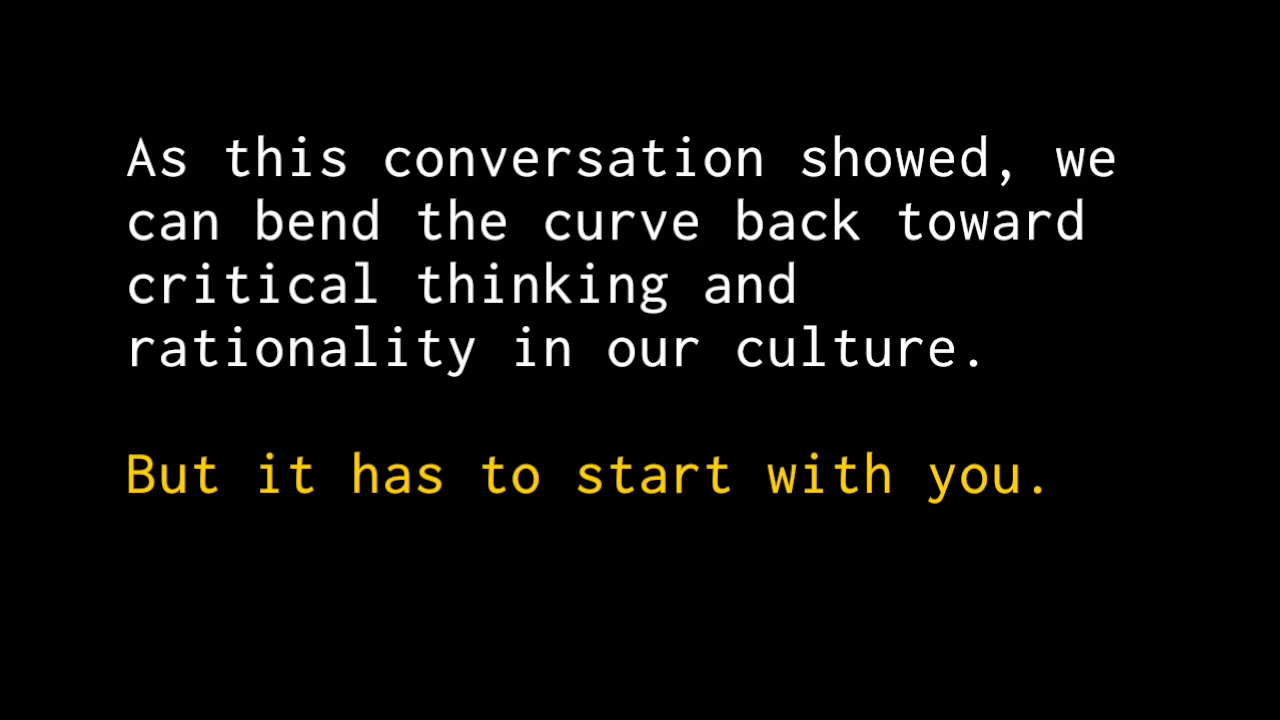 As this conversation showed, we
can bend the curve back toward
critical thinking and
rationality in our culture.
But it has to start with you.